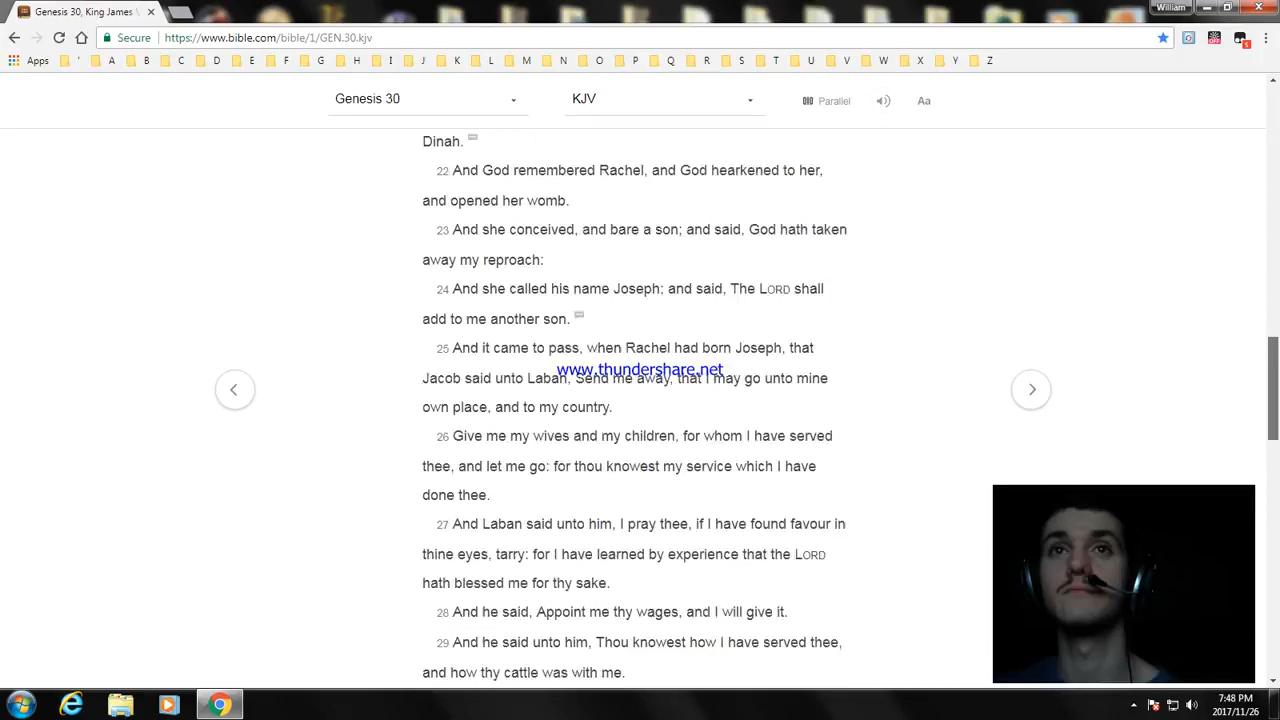 Genesis 30, King James V
William
Secure
https://www.bible.com/bible/1/GEN.30.kjv
Apps ' A B C D E F G H I J K L M N O P Q R S T U V W X Y Z
Genesis 30
KJV
Parallel
Aa
Dinah.
22 And God remembered Rachel, and God hearkened to her,
and opened her womb.
23 And she conceived, and bare a son; and said, God hath taken
away my reproach:
24 And she called his name Joseph; and said, The LORD shall
add to me another son.
25 And it came to pass, when Rachel had born Joseph, that
www.thundershare.net
Jacob said unto Laban, Send me away, that I may go unto mine
own place, and to my country.
26 Give me my wives and my children, for whom I have served
thee, and let me go: for thou knowest my service which I have
done thee.
27 And Laban said unto him, I pray thee, if I have found favour in
thine eyes, tarry: for I have learned by experience that the LORD
hath blessed me for thy sake.
28 And he said, Appoint me thy wages, and I will give it.
29 And he said unto him, Thou knowest how I have served thee,
and how thy cattle was with me.
7:48 PM
2017/11/26